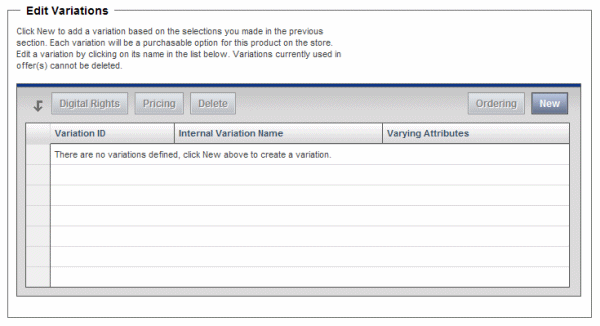 Edit Variations
Click New to add a variation based on the selections you made in the previous
section. Each variation will be a purchasable option for this product on the store.
Edit a variation by clicking on its name in the list below. Variations currently used in
offer(s) cannot be deleted.
Digital Rights Pricing Delete Ordering New
Variation ID Internal Variation Name Varying Attributes
There are no variations defined, click New above to create a variation.